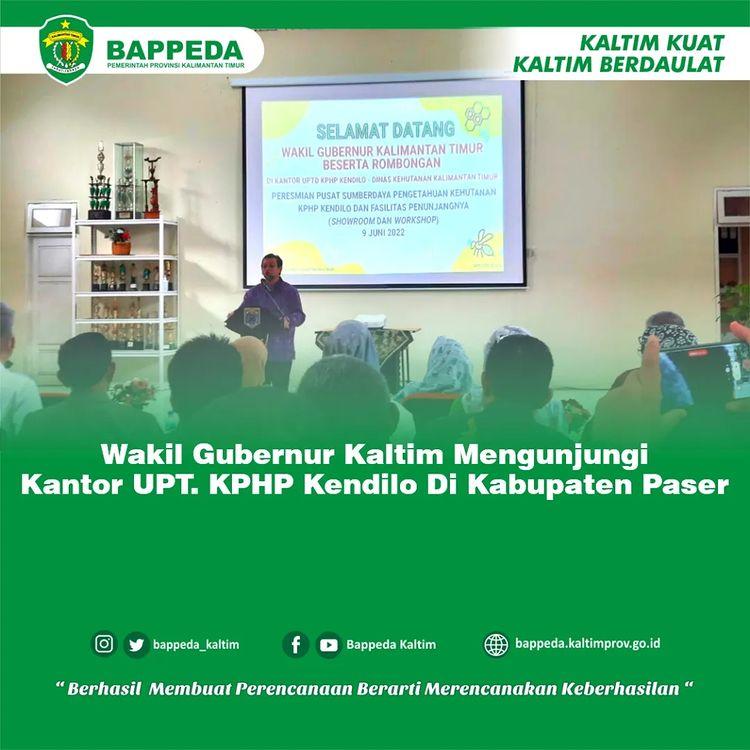 BAPPEDA
PEMERINTAH PROVINSI KALIMANTAN TIMUR
KALTIM KUAT
KALTIM BERDAULAT
SELAMAT DATANG
WAKIL GUBERNUR KALIMANTAN TIMUR
BESERTA ROMBONGAN
DI KANTOR UPTD KPHP KENDILO - DINAS KEHUTANAN KALIMANTAN TIMUR
PERESMIAN PUSAT SUMBERDAYA PENGETAHUAN KEHUTANAN
KPHP KENDILO DAN FASILITAS PENUNJANGNYA
(SHOWROOM DAN WORKSHOP)
9 JUNI 2022
Wakil Gubernur Kaltim Mengunjungi
Kantor UPT. KPHP Kendilo Di Kabupaten Paser
bappeda_kaltim
Bappeda Kaltim
bappeda.kaltimprov.go.id
“ Berhasil Membuat Perencanaan Berarti Merencanakan Keberhasilan “